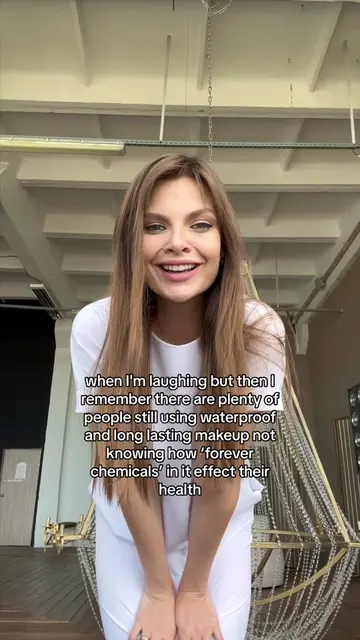 when I'm laughing but then I
remember there are plenty of
people still using waterproof
and long lasting makeup not
knowing how ‘forever
chemicals’ in it effect their
health